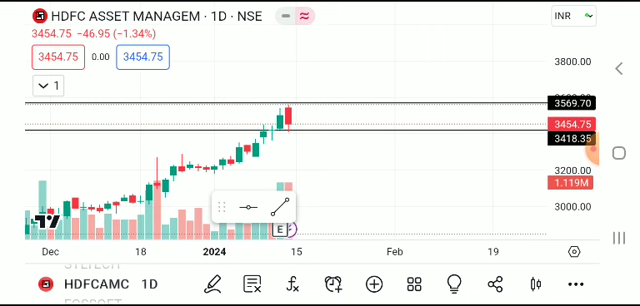 HDFC ASSET MANAGEM · 1D · NSE
INR
3454.75 −46.95 (−1.34%)
3454.75 0.00 3454.75
1
3800.00
3569.70
3454.75
3418.35
3200.00
1.119M
3000.00
E
Dec 18 2024 15 Feb 19
HDFCAMC 1D